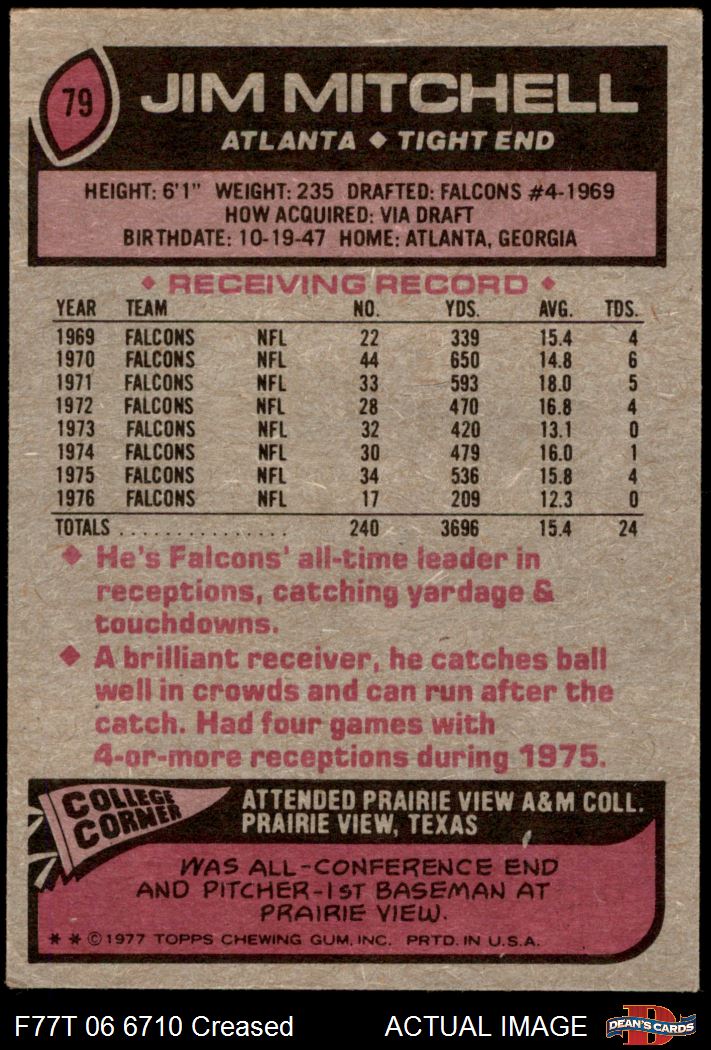 79
JIM MITCHELL
ATLANTA ◆ TIGHT END
HEIGHT: 6'1" WEIGHT: 235 DRAFTED: FALCONS #4-1969
HOW ACQUIRED: VIA DRAFT
BIRTHDATE: 10-19-47 HOME: ATLANTA, GEORGIA
◆ RECEIVING RECORD ◆
YEAR TEAM NO. YDS. AVG. TDS.
1969 FALCONS NFL 22 339 15.4 4
1970 FALCONS NFL 44 650 14.8 6
1971 FALCONS NFL 33 593 18.0 5
1972 FALCONS NFL 28 470 16.8 4
1973 FALCONS NFL 32 420 13.1 0
1974 FALCONS NFL 30 479 16.0 1
1975 FALCONS NFL 34 536 15.8 4
1976 FALCONS NFL 17 209 12.3 0
TOTALS . . . . . . . . . . . . . . . 240 3696 15.4 24
◆ He's Falcons' all-time leader in
receptions, catching yardage &
touchdowns.
◆ A brilliant receiver, he catches ball
well in crowds and can run after the
catch. Had four games with
4-or-more receptions during 1975.
COLLEGE
CORNER
ATTENDED PRAIRIE VIEW A&M COLL.
PRAIRIE VIEW, TEXAS
WAS ALL-CONFERENCE END
AND PITCHER-1ST BASEMAN AT
PRAIRIE VIEW.
* * © 1977 TOPPS CHEWING GUM, INC. PRTD. IN U.S.A.
F77T 06 6710 Creased ACTUAL IMAGE
D
DEAN'S CARDS